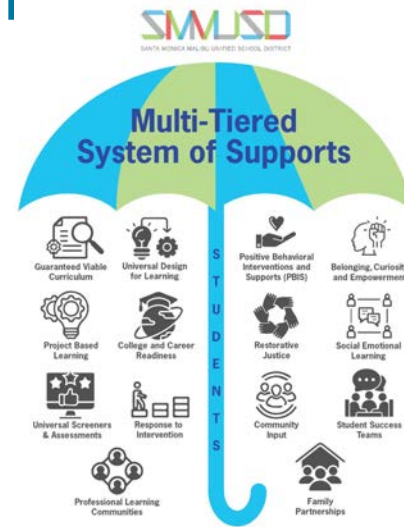 SMMUSD
SANTA MONICA MALIBU UNIFIED SCHOOL DISTRICT
Multi-Tiered
System of Supports
STUDENTS
Guaranteed Viable
Curriculum
Universal Design
for Learning
Positive Behavioral
Interventions and
Supports (PBIS)
Belonging, Curiosity
and Empowerment
Project Based
Learning
College and Career
Readiness
Restorative
Justice
Social Emotional
Learning
Universal Screeners
& Assessments
Response to
Intervention
Community
Input
Student Success
Teams
Professional Learning
Communities
Family
Partnerships